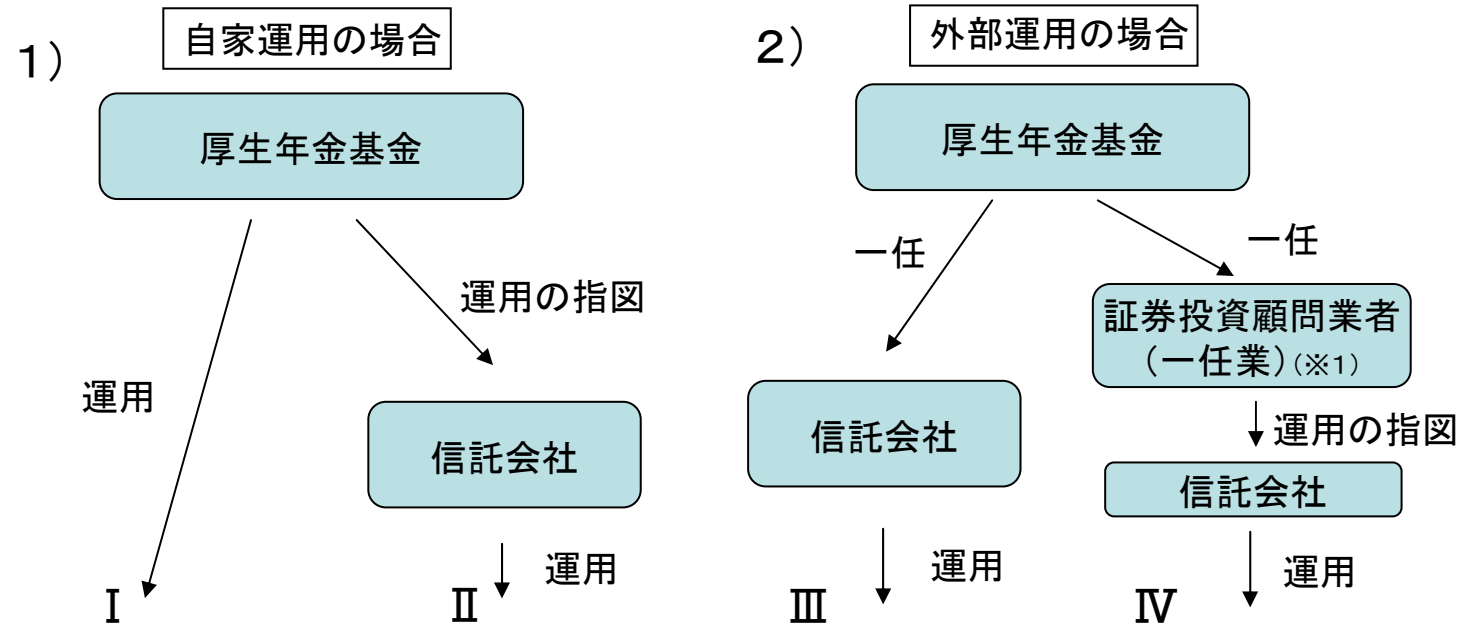 1）
自家運用の場合
厚生年金基金
運用
運用の指図
信託会社
運用
Ⅰ
Ⅱ
2）
外部運用の場合
厚生年金基金
一任
一任
証券投資顧問業者
（一任業）（※1）
運用の指図
信託会社
信託会社
運用
運用
Ⅲ
Ⅳ